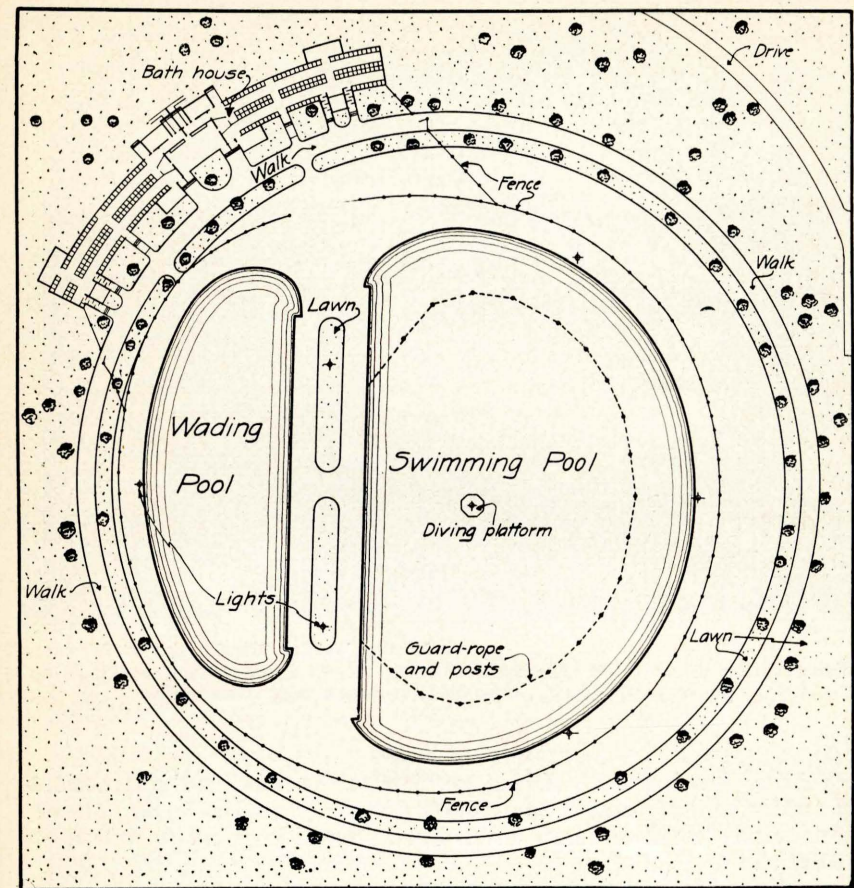 Drive
Bath house
Walk
Fence
Walk
Lawn
Wading
Pool
Swimming Pool
Diving platform
Walk
Lights
Lawn
Guard-rope
and posts
Fence